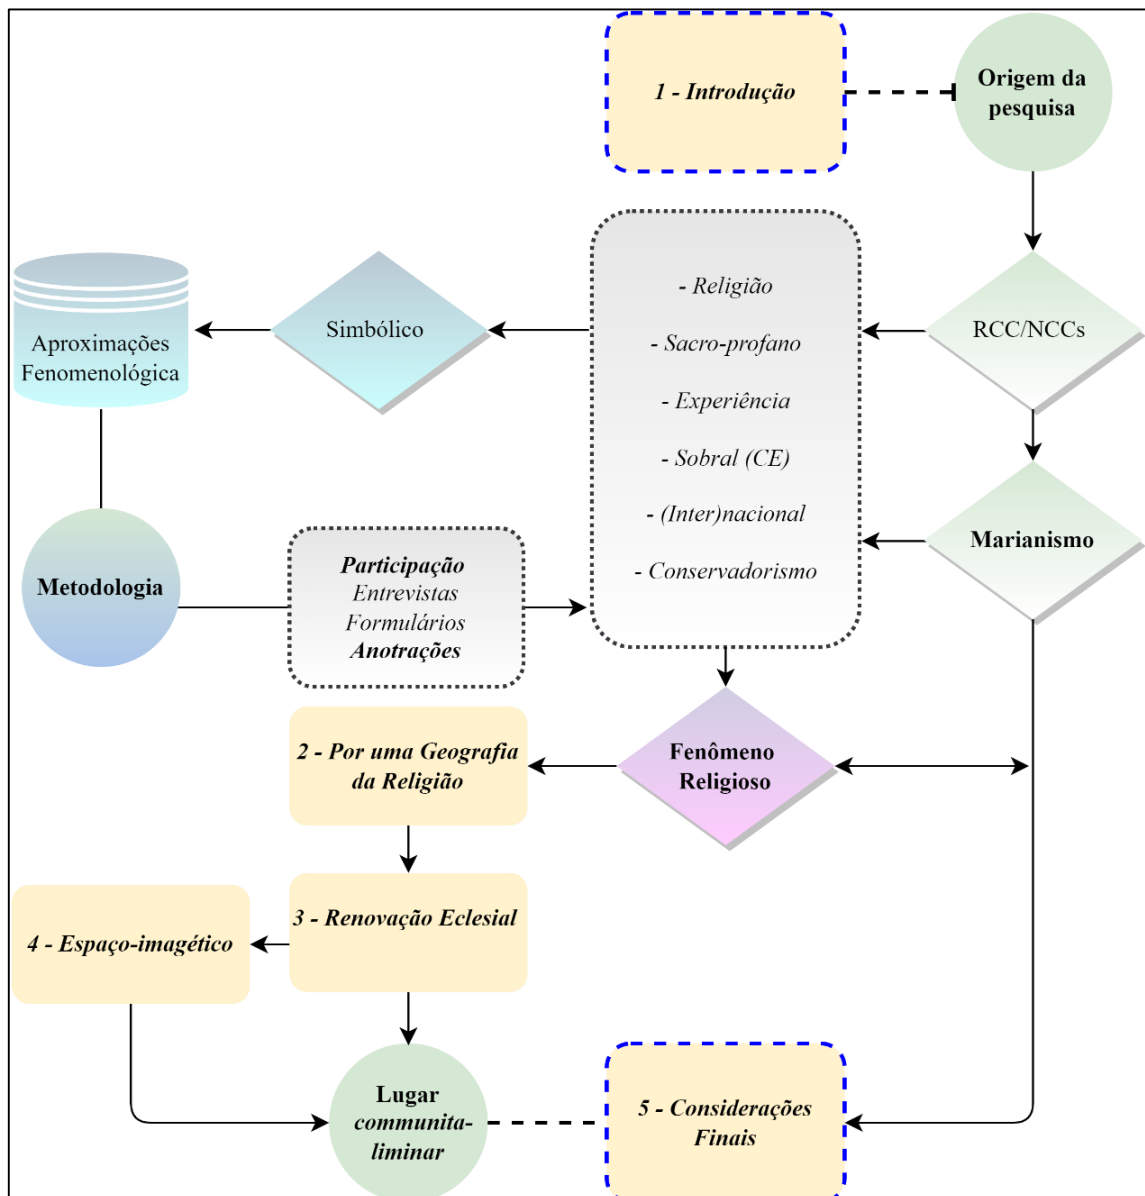 1 - Introdução
Origem da
pesquisa
- Religião
- Sacro-profano
- Experiência
- Sobral (CE)
- (Inter)nacional
- Conservadorismo
RCC/NCCs
Simbólico
Aproximações
Fenomenológica
Marianismo
Metodologia
Participação
Entrevistas
Formulários
Anotrações
Fenômeno
Religioso
2 - Por uma Geografia
da Religião
3 - Renovação Eclesial
4 - Espaço-imagético
Lugar
communita-
liminar
5 - Considerações
Finais